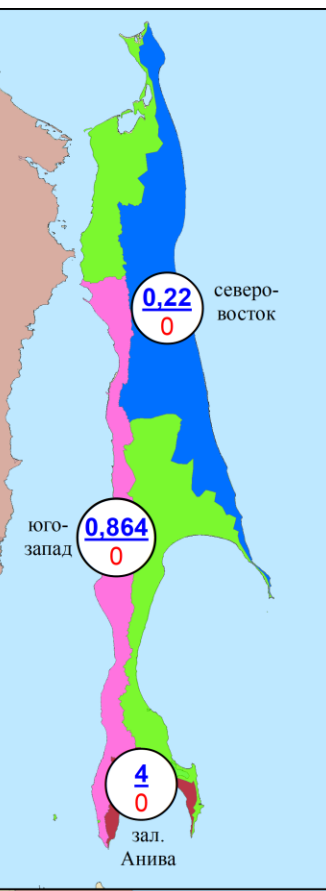 0,22
0
северо-
восток
юго-
запад
0,864
0
4
0
зал.
Анива